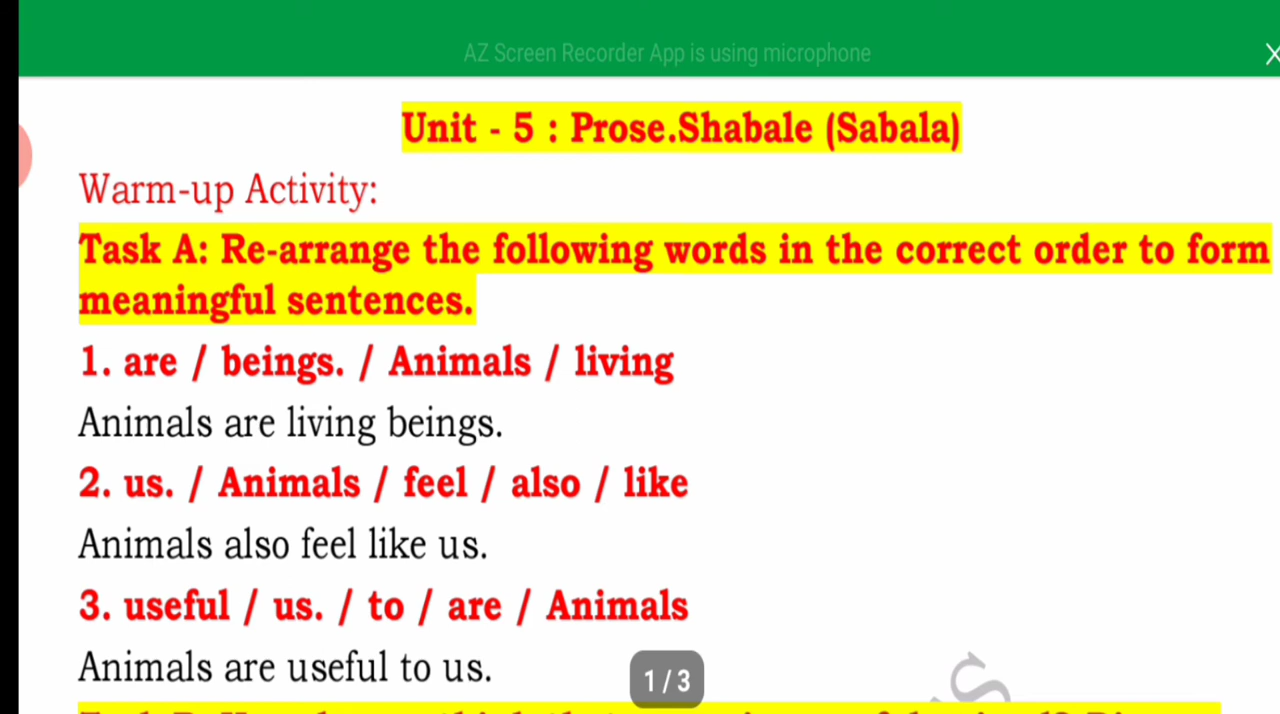 AZ Screen Recorder App is using microphone
Unit - 5 : Prose.Shabale (Sabala)
Warm-up Activity:
Task A: Re-arrange the following words in the correct order to form
meaningful sentences.
1. are / beings. / Animals / living
Animals are living beings.
2. us. / Animals / feel / also / like
Animals also feel like us.
3. useful / us. / to / are / Animals
Animals are useful to us.
1 / 3